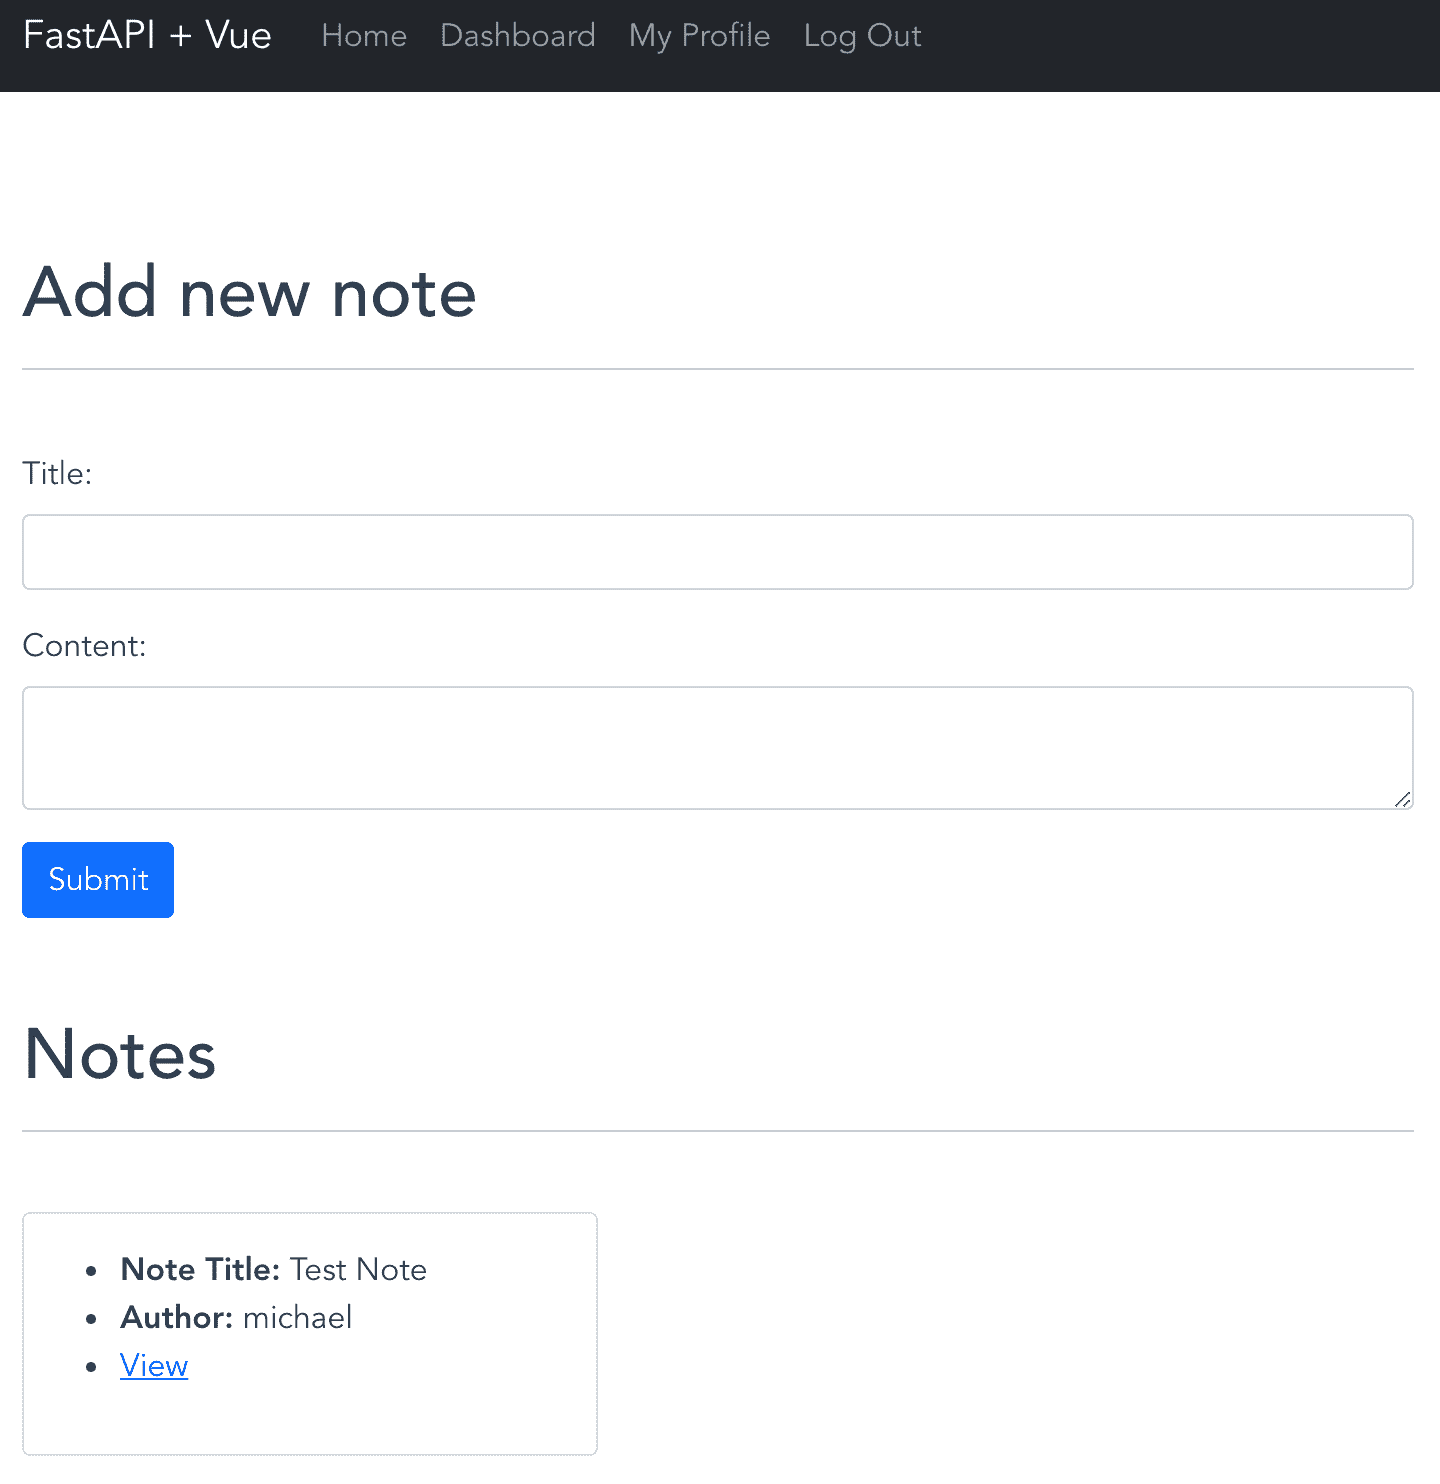 FastAPI + Vue Home Dashboard My Profile Log Out
Add new note
Title:
Content:
Submit
Notes
Note Title: Test Note
Author: michael
View